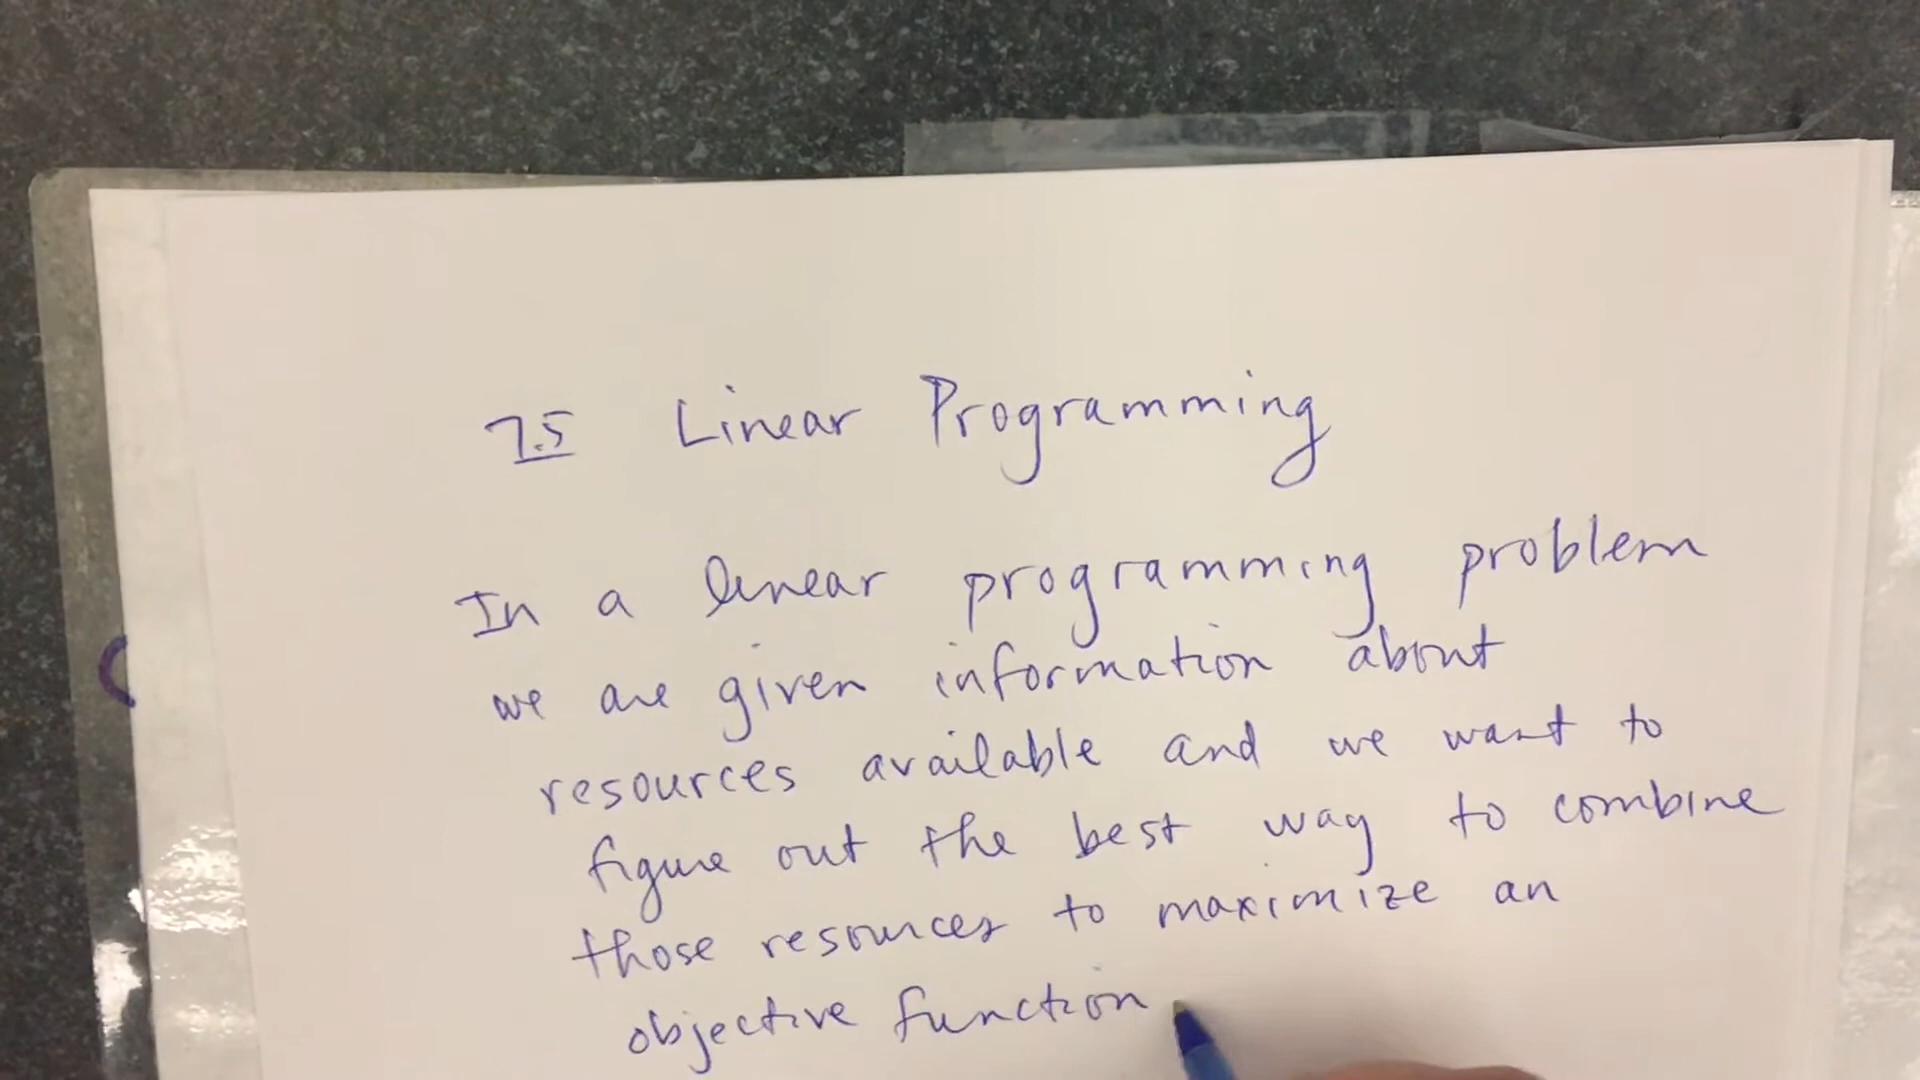 7.5 Linear Programming
In a linear programming problem
we are given information about
resources available and we want to
figure out the best way to combine
those resources to maximize an
objective function